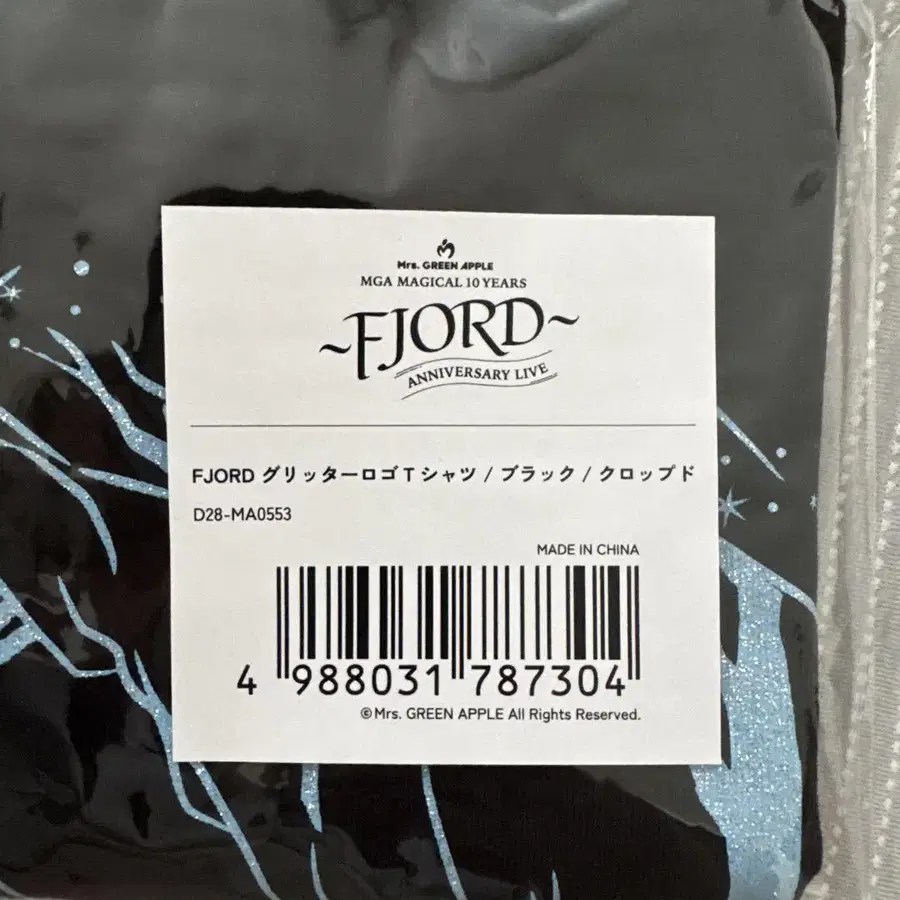 Mrs. GREEN APPLE
MGA MAGICAL 10 YEARS
~FJORD~
ANNIVERSARY LIVE
FJORD グリッターロゴTシャツ / ブラック / クロップド
D28-MA0553
MADE IN CHINA
4 988031 787304
©Mrs. GREEN APPLE All Rights Reserved.